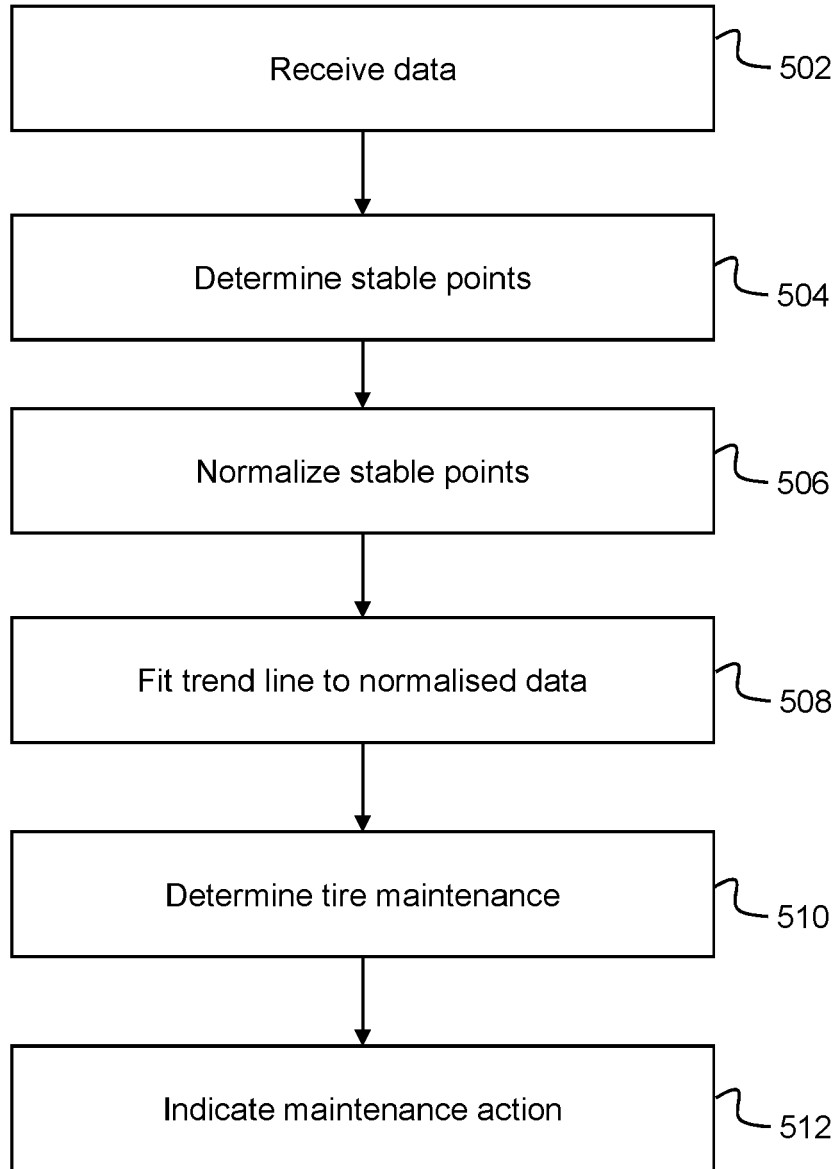 Receive data
502
Determine stable points
504
Normalize stable points
506
Fit trend line to normalised data
508
Determine tire maintenance
510
Indicate maintenance action
512